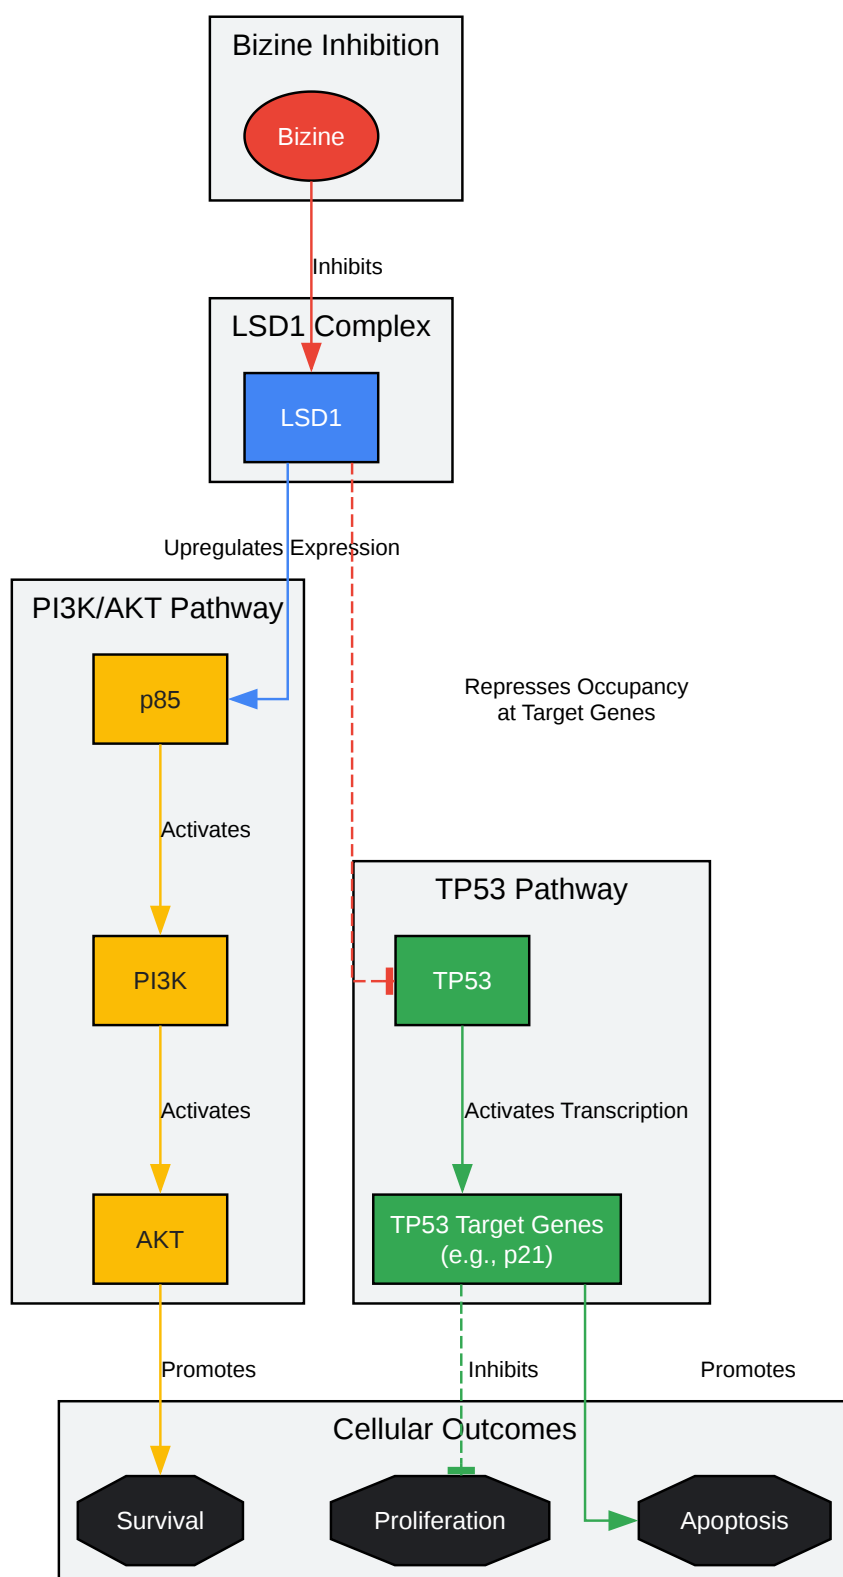 Bizine Inhibition
Bizine
Inhibits
LSD1 Complex
LSD1
Upregulates Expression
PI3K/AKT Pathway
p85
Represses Occupancy
at Target Genes
Activates
TP53 Pathway
PI3K
TP53
Activates
Activates Transcription
AKT
TP53 Target Genes
(e.g., p21)
Promotes
Inhibits
Promotes
Cellular Outcomes
Survival
Proliferation
Apoptosis